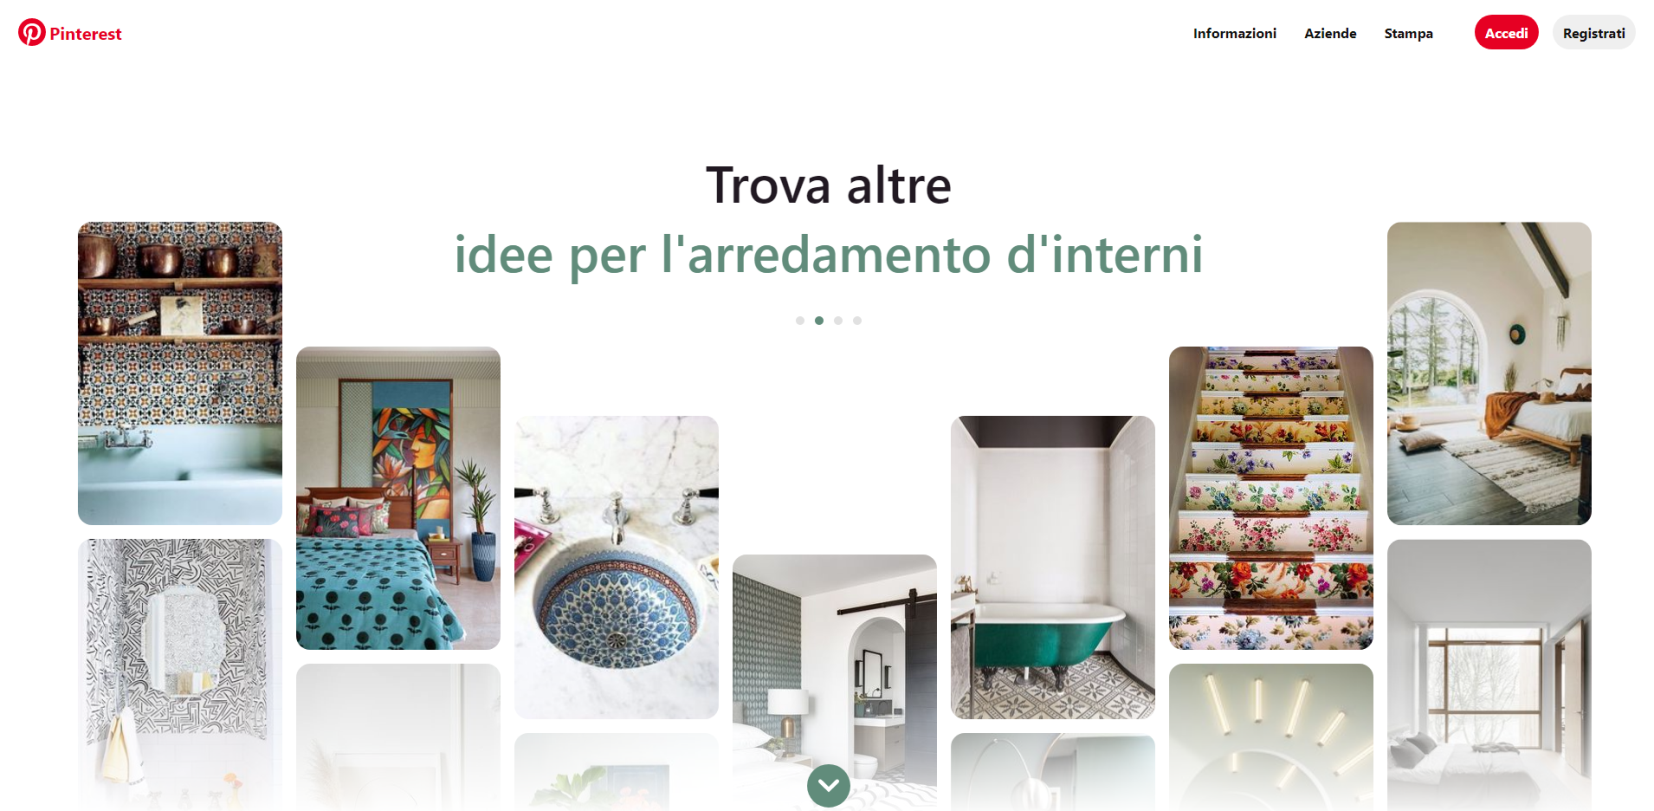 Pinterest
Informazioni
Aziende
Stampa
Accedi
Registrati
Trova altre
idee per l'arredamento d'interni